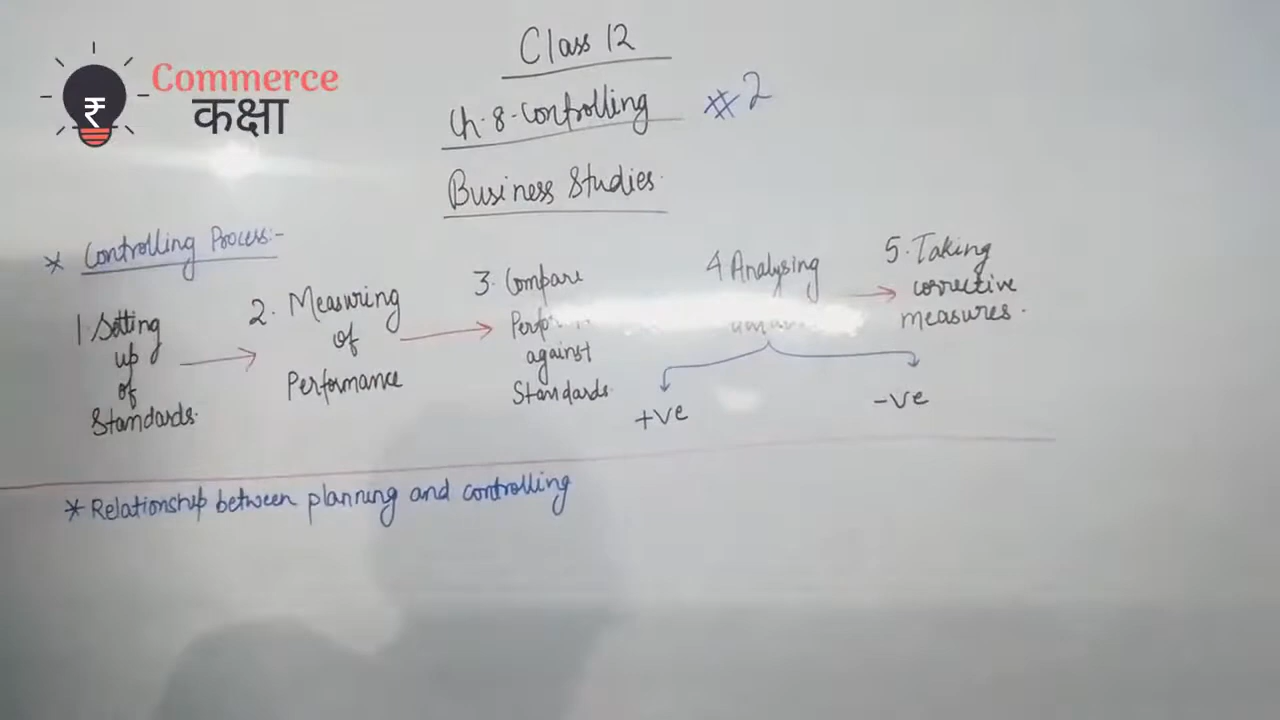 ₹
Commerce
कक्षा
Class 12
Ch. 8 - Controlling #2
Business Studies
* Controlling Process:-
1. Setting
up
of
Standards.
2. Measuring
of
Performance
3. Compare
against
Standards.
4 Analysing
+ve
-ve
5. Taking
corrective
measures.
* Relationship between planning and controlling